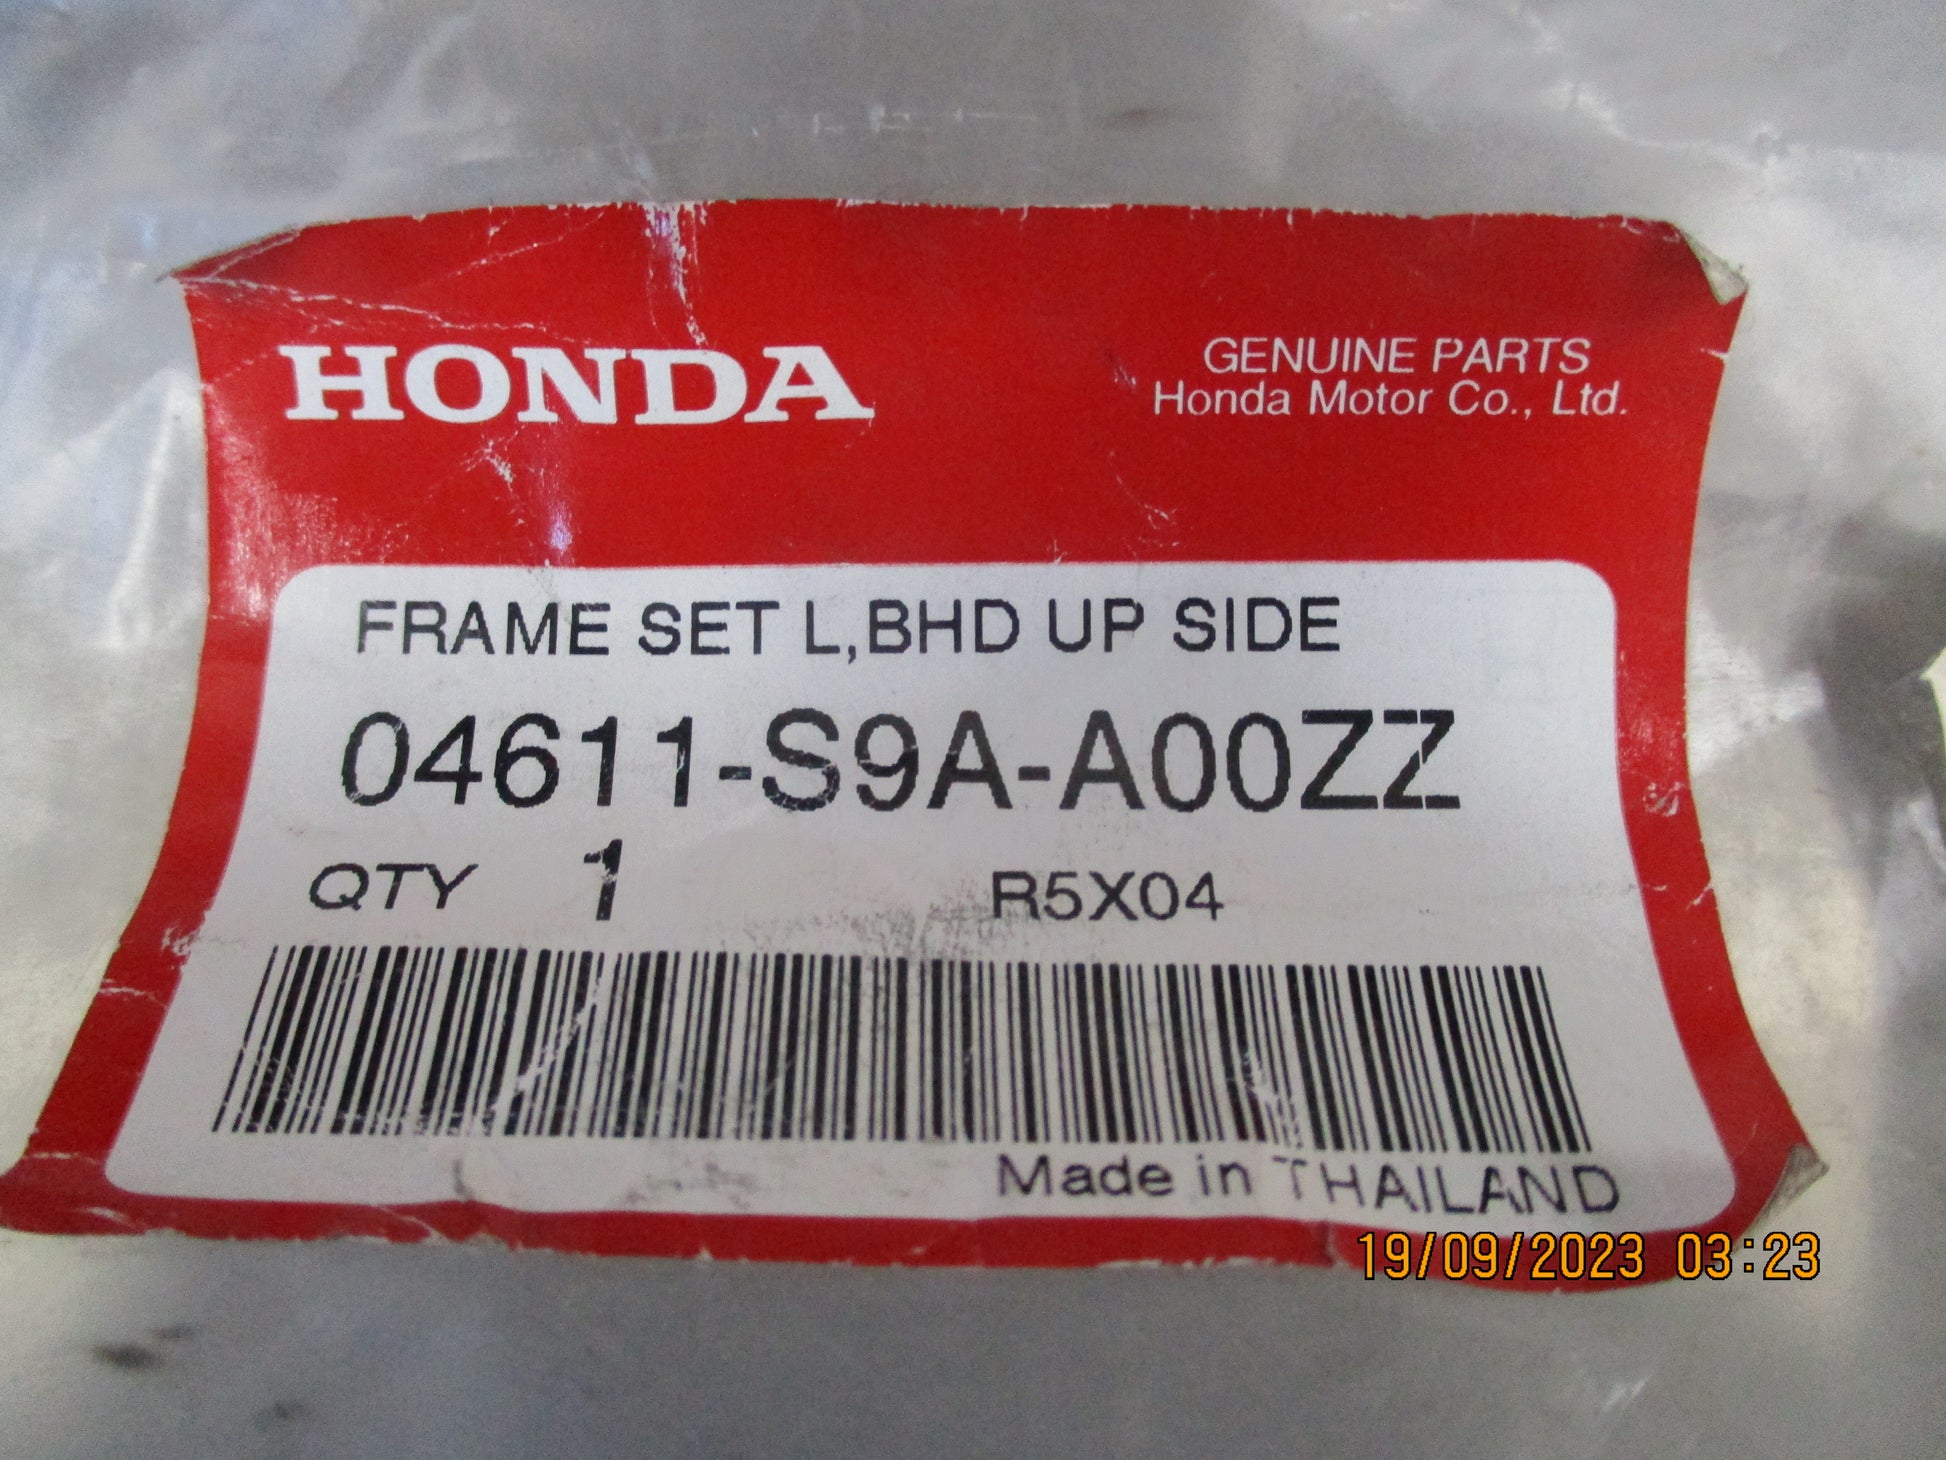 HONDA
GENUINE PARTS
Honda Motor Co., Ltd.
FRAME SET L,BHD UP SIDE
04611-S9A-A00ZZ
QTY 1 R5X04
Made in THAILAND
19/09/2023 03:23